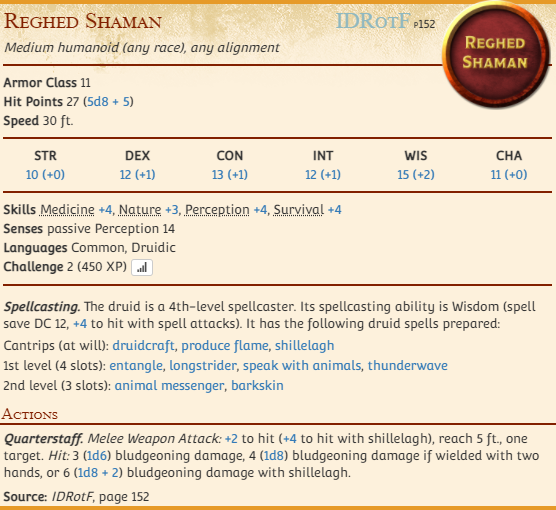 Reghed Shaman
IDRotF p152
Reghed
Shaman
Medium humanoid (any race), any alignment
Armor Class 11
Hit Points 27 (5d8 + 5)
Speed 30 ft.
STR DEX CON INT WIS CHA
10 (+0) 12 (+1) 13 (+1) 12 (+1) 15 (+2) 11 (+0)
Skills Medicine +4, Nature +3, Perception +4, Survival +4
Senses passive Perception 14
Languages Common, Druidic
Challenge 2 (450 XP)
Spellcasting. The druid is a 4th-level spellcaster. Its spellcasting ability is Wisdom (spell
save DC 12, +4 to hit with spell attacks). It has the following druid spells prepared:
Cantrips (at will): druidcraft, produce flame, shillelagh
1st level (4 slots): entangle, longstrider, speak with animals, thunderwave
2nd level (3 slots): animal messenger, barkskin
Actions
Quarterstaff. Melee Weapon Attack: +2 to hit (+4 to hit with shillelagh), reach 5 ft., one
target. Hit: 3 (1d6) bludgeoning damage, 4 (1d8) bludgeoning damage if wielded with two
hands, or 6 (1d8 + 2) bludgeoning damage with shillelagh.
Source: IDRotF, page 152